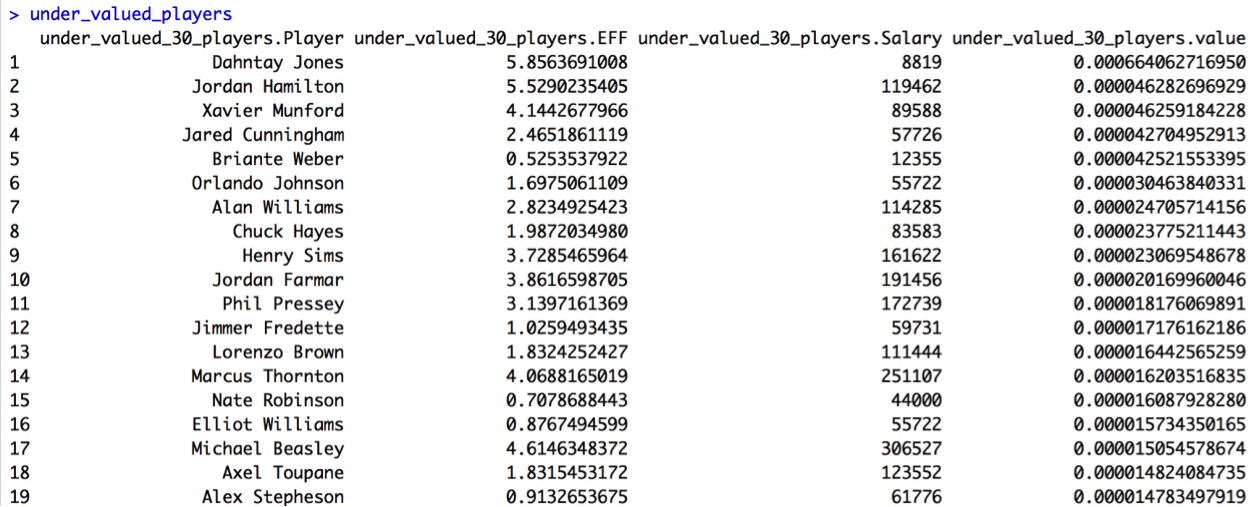 > under_valued_players
under_valued_30_players.Player under_valued_30_players.EFF under_valued_30_players.Salary under_valued_30_players.value
1 Dahntay Jones 5.8563691008 8819 0.000664062716950
2 Jordan Hamilton 5.5290235405 119462 0.000046282696929
3 Xavier Munford 4.1442677966 89588 0.000046259184228
4 Jared Cunningham 2.4651861119 57726 0.000042704952913
5 Briante Weber 0.5253537922 12355 0.000042521553395
6 Orlando Johnson 1.6975061109 55722 0.000030463840331
7 Alan Williams 2.8234925423 114285 0.000024705714156
8 Chuck Hayes 1.9872034980 83583 0.000023775211443
9 Henry Sims 3.7285465964 161622 0.000023069548678
10 Jordan Farmar 3.8616598705 191456 0.000020169960046
11 Phil Pressey 3.1397161369 172739 0.000018176069891
12 Jimmer Fredette 1.0259493435 59731 0.000017176162186
13 Lorenzo Brown 1.8324252427 111444 0.000016442565259
14 Marcus Thornton 4.0688165019 251107 0.000016203516835
15 Nate Robinson 0.7078688443 44000 0.000016087928280
16 Elliot Williams 0.8767494599 55722 0.000015734350165
17 Michael Beasley 4.6146348372 306527 0.000015054578674
18 Axel Toupane 1.8315453172 123552 0.000014824084735
19 Alex Stepheson 0.9132653675 61776 0.000014783497919